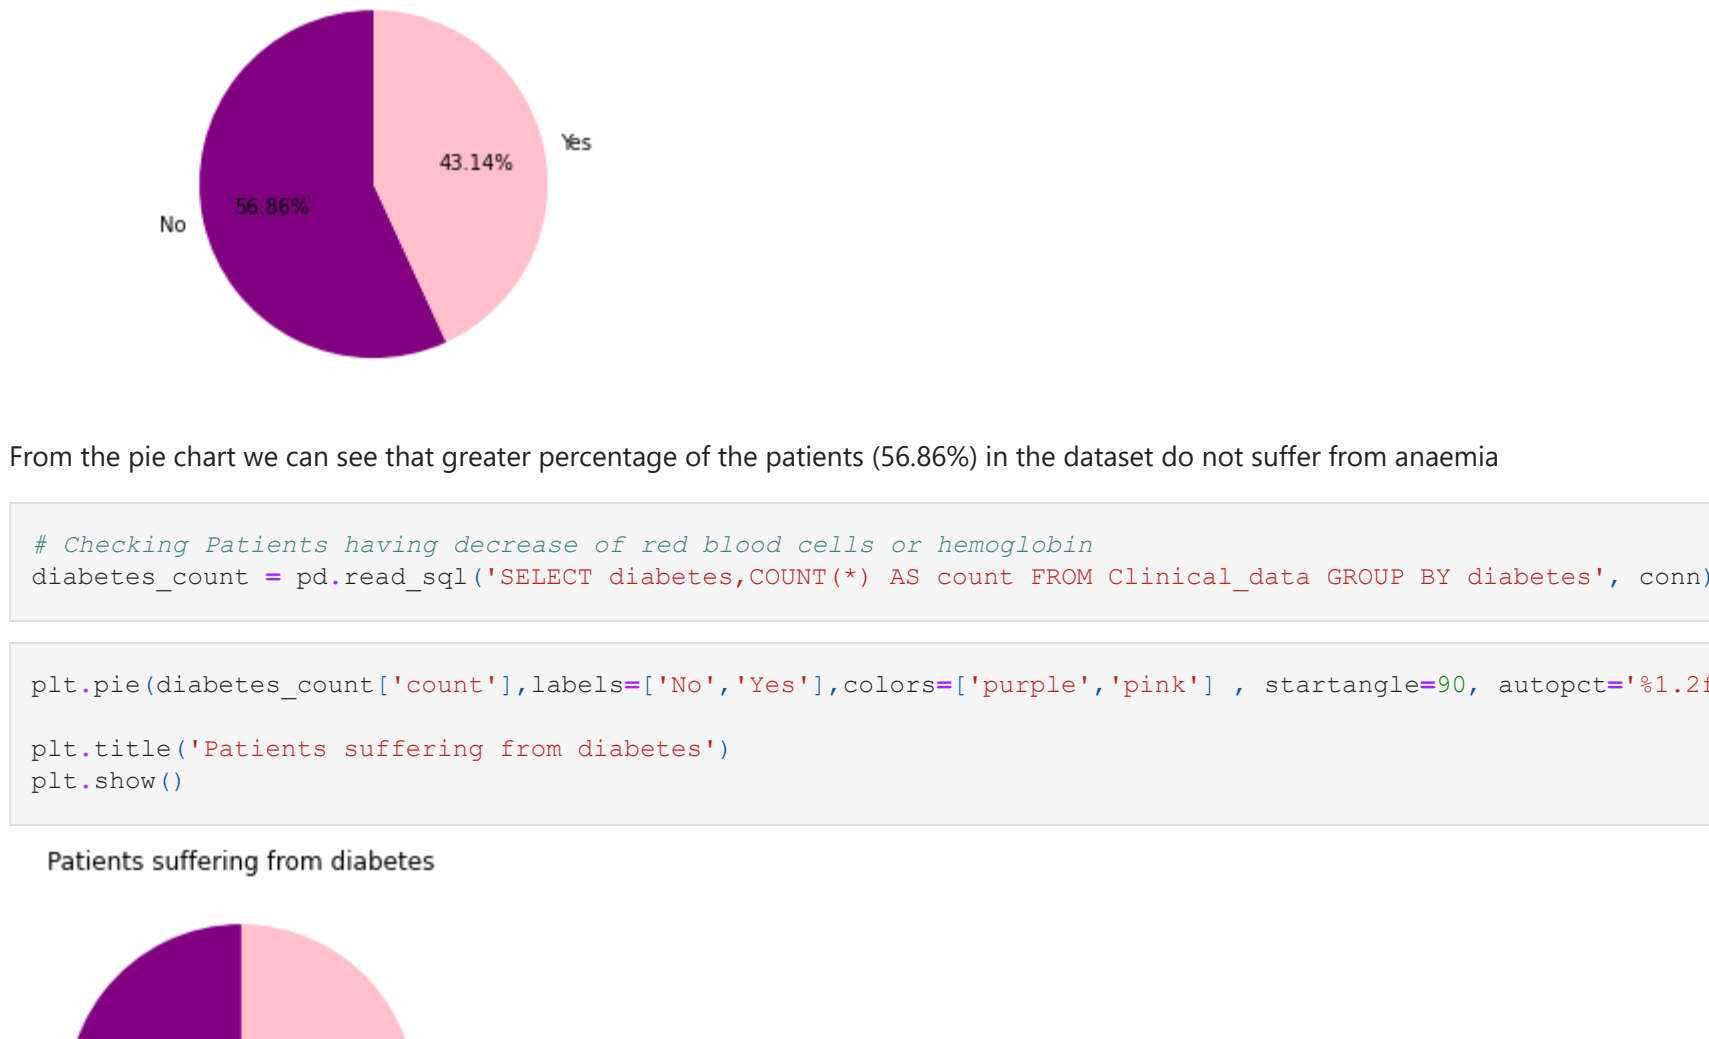 Yes
43.14%
56.86%
No
From the pie chart we can see that greater percentage of the patients (56.86%) in the dataset do not suffer from anaemia
# Checking Patients having decrease of red blood cells or hemoglobin
diabetes_count = pd.read_sql('SELECT diabetes,COUNT(*) AS count FROM Clinical_data GROUP BY diabetes', conn)
plt.pie(diabetes_count['count'],labels=['No','Yes'],colors=['purple','pink'] , startangle=90, autopct='%1.2f
plt.title('Patients suffering from diabetes')
plt.show()
Patients suffering from diabetes